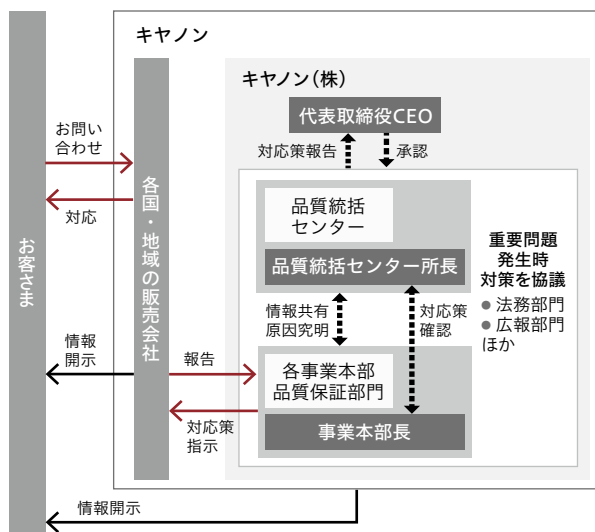 キヤノン
キヤノン（株）
代表取締役CEO
対応策報告
承認
お問い
合わせ
対応
お客さま
各国・地域の販売会社
品質統括
センター
品質統括センター所長
重要問題
発生時
対策を協議
● 法務部門
● 広報部門
ほか
情報共有
原因究明
対応策
確認
情報
開示
報告
各事業本部
品質保証部門
対応策
指示
事業本部長
情報開示